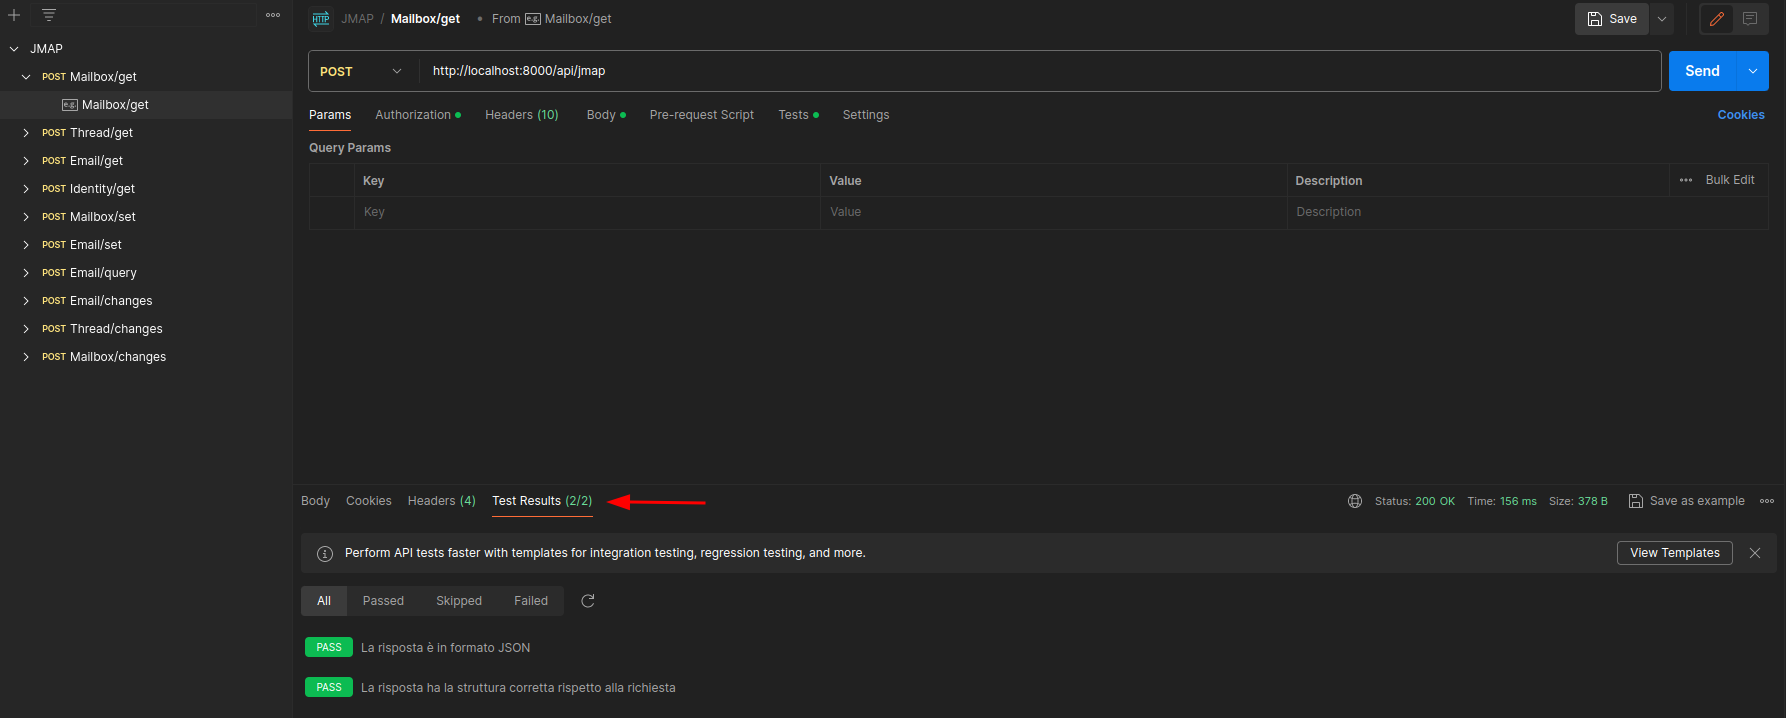 JMAP
POST Mailbox/get
e.g. Mailbox/get
POST Thread/get
POST Email/get
POST Identity/get
POST Mailbox/set
POST Email/set
POST Email/query
POST Email/changes
POST Thread/changes
POST Mailbox/changes
HTTP JMAP / Mailbox/get • From e.g. Mailbox/get
Save
POST http://localhost:8000/api/jmap
Send
Params Authorization Headers (10) Body Pre-request Script Tests Settings Cookies
Query Params
Key Value Description Bulk Edit
Key Value Description
Body Cookies Headers (4) Test Results (2/2) Status: 200 OK Time: 156 ms Size: 378 B Save as example
Perform API tests faster with templates for integration testing, regression testing, and more. View Templates
All Passed Skipped Failed
PASS La risposta è in formato JSON
PASS La risposta ha la struttura corretta rispetto alla richiesta